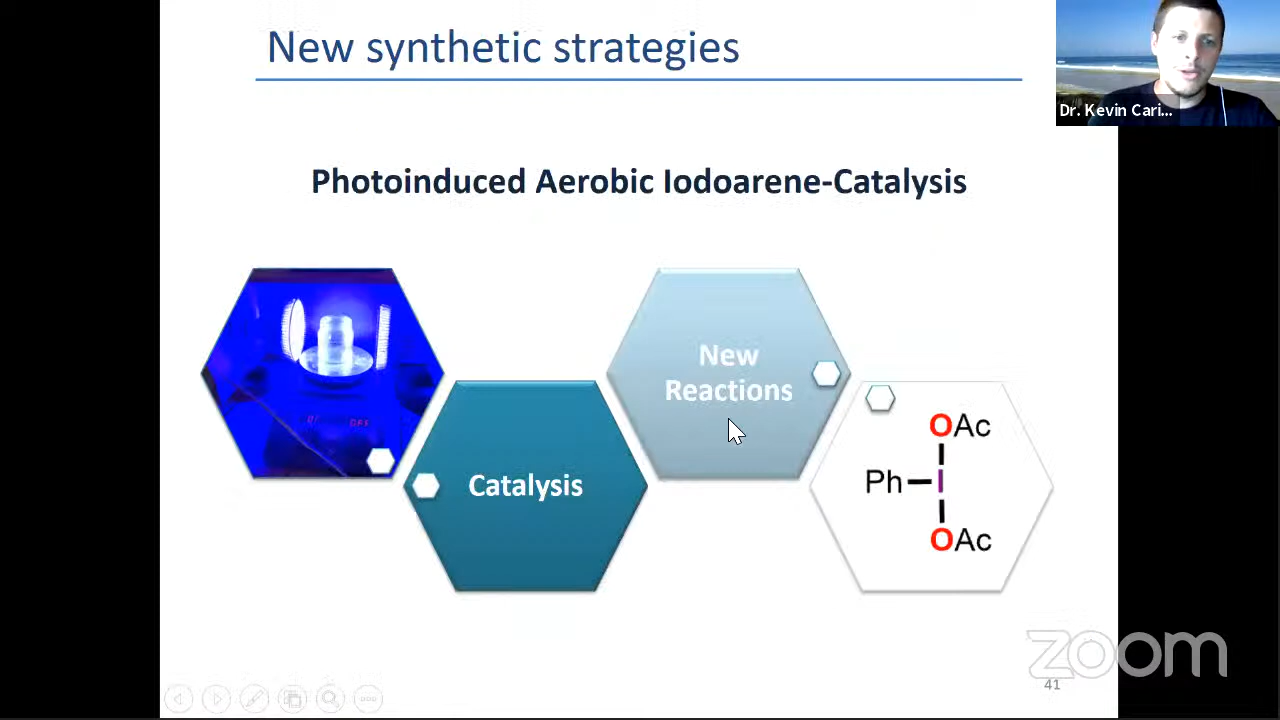 New synthetic strategies
Dr. Kevin Cari...
Photoinduced Aerobic Iodoarene-Catalysis
New
Reactions
Catalysis
OAc
Ph I
OAc
zoom
41